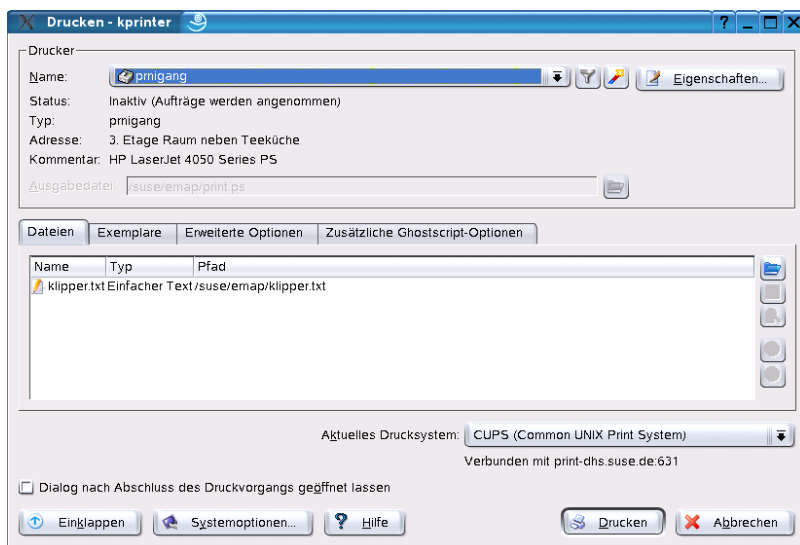 Drucken - kprinter
Drucker
Name: prnigang Eigenschaften...
Status: Inaktiv (Aufträge werden angenommen)
Typ: prnigang
Adresse: 3. Etage Raum neben Teeküche
Kommentar: HP LaserJet 4050 Series PS
Ausgabedatei: /suse/emap/print.ps
Dateien Exemplare Erweiterte Optionen Zusätzliche Ghostscript-Optionen
Name Typ Pfad
klipper.txt Einfacher Text /suse/emap/klipper.txt
Aktuelles Drucksystem: CUPS (Common UNIX Print System)
Verbunden mit print-dhs.suse.de:631
Dialog nach Abschluss des Druckvorgangs geöffnet lassen
Einklappen Systemoptionen... Hilfe Drucken Abbrechen